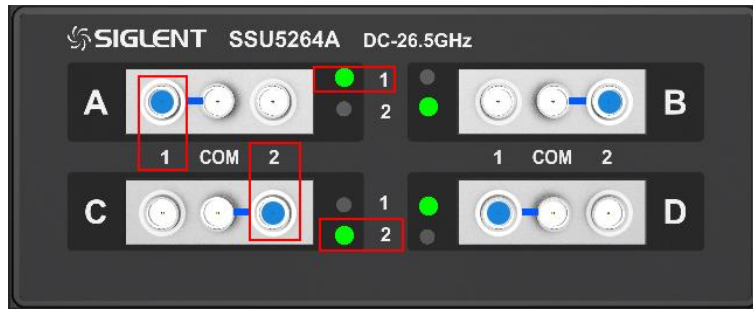 SIGLENT SSU5264A DC-26.5GHz
A 1 2 B
1 COM 2 1 COM 2
C 1 2 D